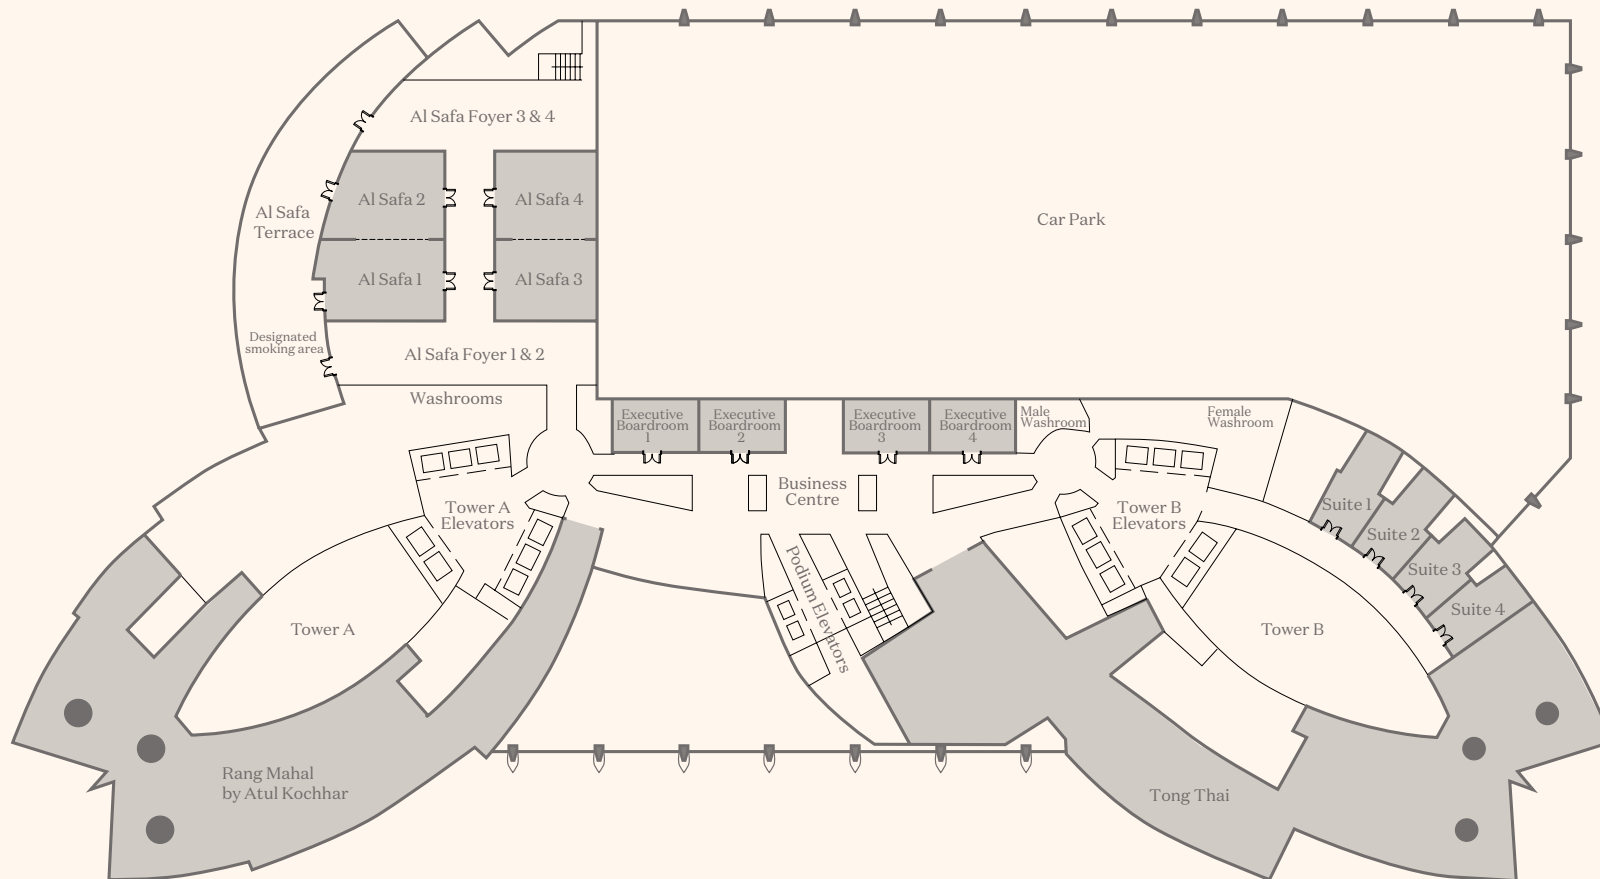 Al Safa Foyer 3 & 4
Al Safa 2
Al Safa 4
Al Safa
Terrace
Car Park
Al Safa 1
Al Safa 3
Designated
smoking area
Al Safa Foyer 1 & 2
Washrooms
Executive
Boardroom
1
Executive
Boardroom
2
Executive
Boardroom
3
Executive
Boardroom
4
Male
Washroom
Female
Washroom
Business
Centre
Tower A
Elevators
Tower B
Elevators
Suite 1
Suite 2
Suite 3
Suite 4
Podium Elevators
Tower A
Tower B
Rang Mahal
by Atul Kochhar
Tong Thai